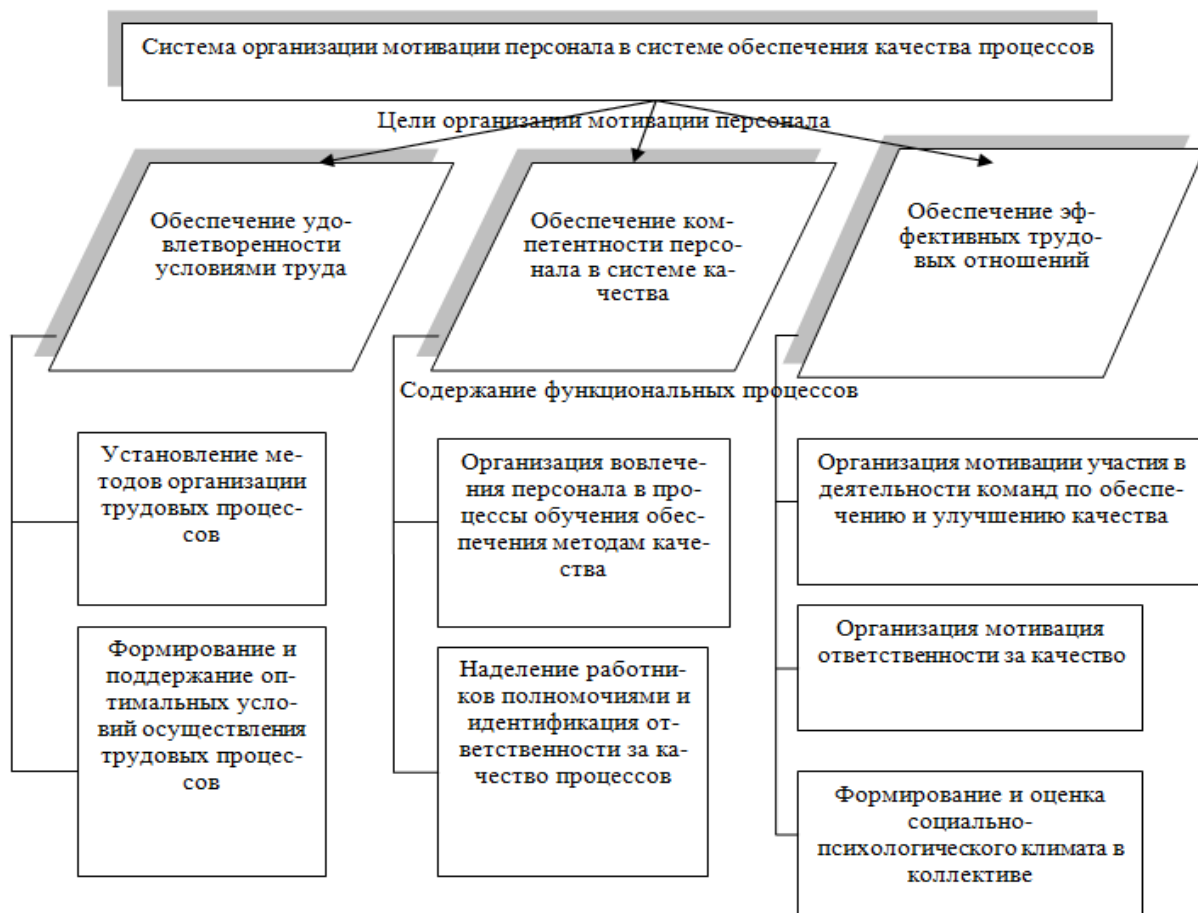 Система организации мотивации персонала в системе обеспечения качества процессов
Цели организации мотивации персонала
Обеспечение удо-
влетворенности
условиями труда
Обеспечение ком-
петентности персо-
нала в системе ка-
чества
Обеспечение эф-
фективных трудо-
вых отношений
Содержание функциональных процессов
Установление ме-
тодов организации
трудовых процес-
сов
Формирование и
поддержание оп-
тимальных усло-
вий осуществления
трудовых процес-
сов
Организация вовлече-
ния персонала в про-
цессы обучения обес-
печения методам каче-
ства
Наделение работни-
ков полномочиями и
идентификация от-
ветственности за ка-
чество процессов
Организация мотивации участия в
деятельности команд по обеспе-
чению и улучшению качества
Организация мотивация
ответственности за качество
Формирование и оценка
социально-
психологического климата в
коллективе